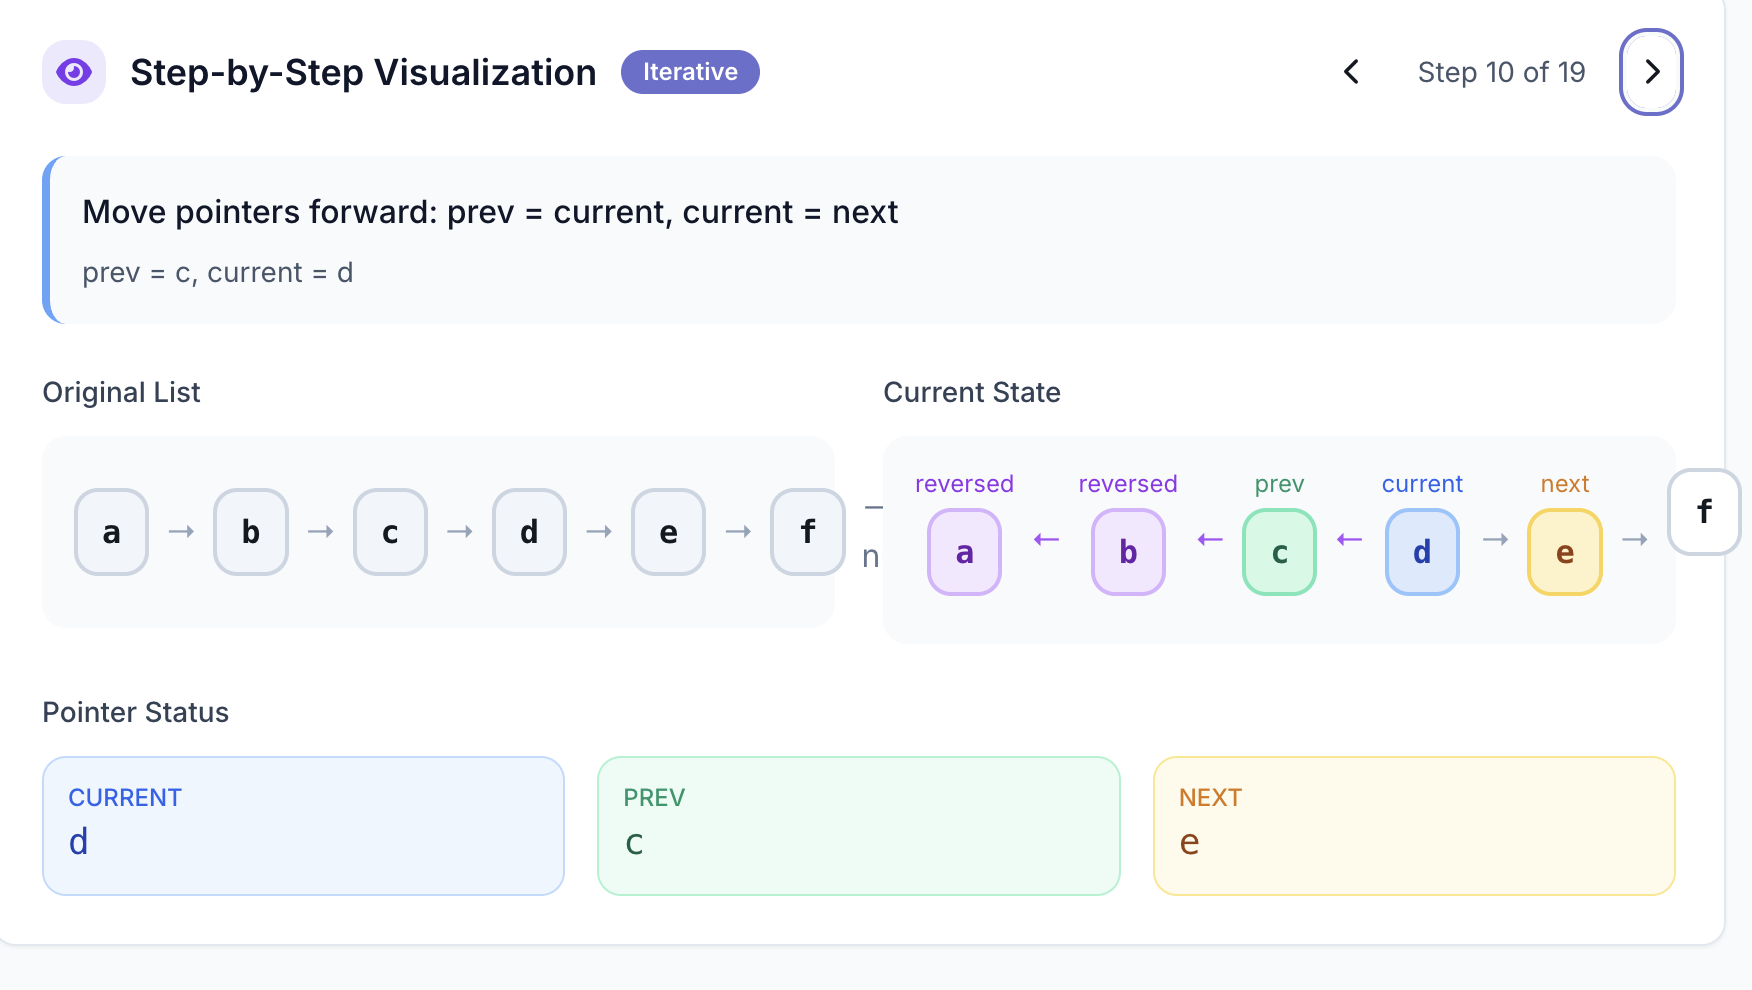 Step-by-Step Visualization Iterative Step 10 of 19
Move pointers forward: prev = current, current = next
prev = c, current = d
Original List
a → b → c → d → e → f → n
Current State
reversed reversed prev current next
a ← b ← c ← d → e → f
Pointer Status
CURRENT
d
PREV
c
NEXT
e